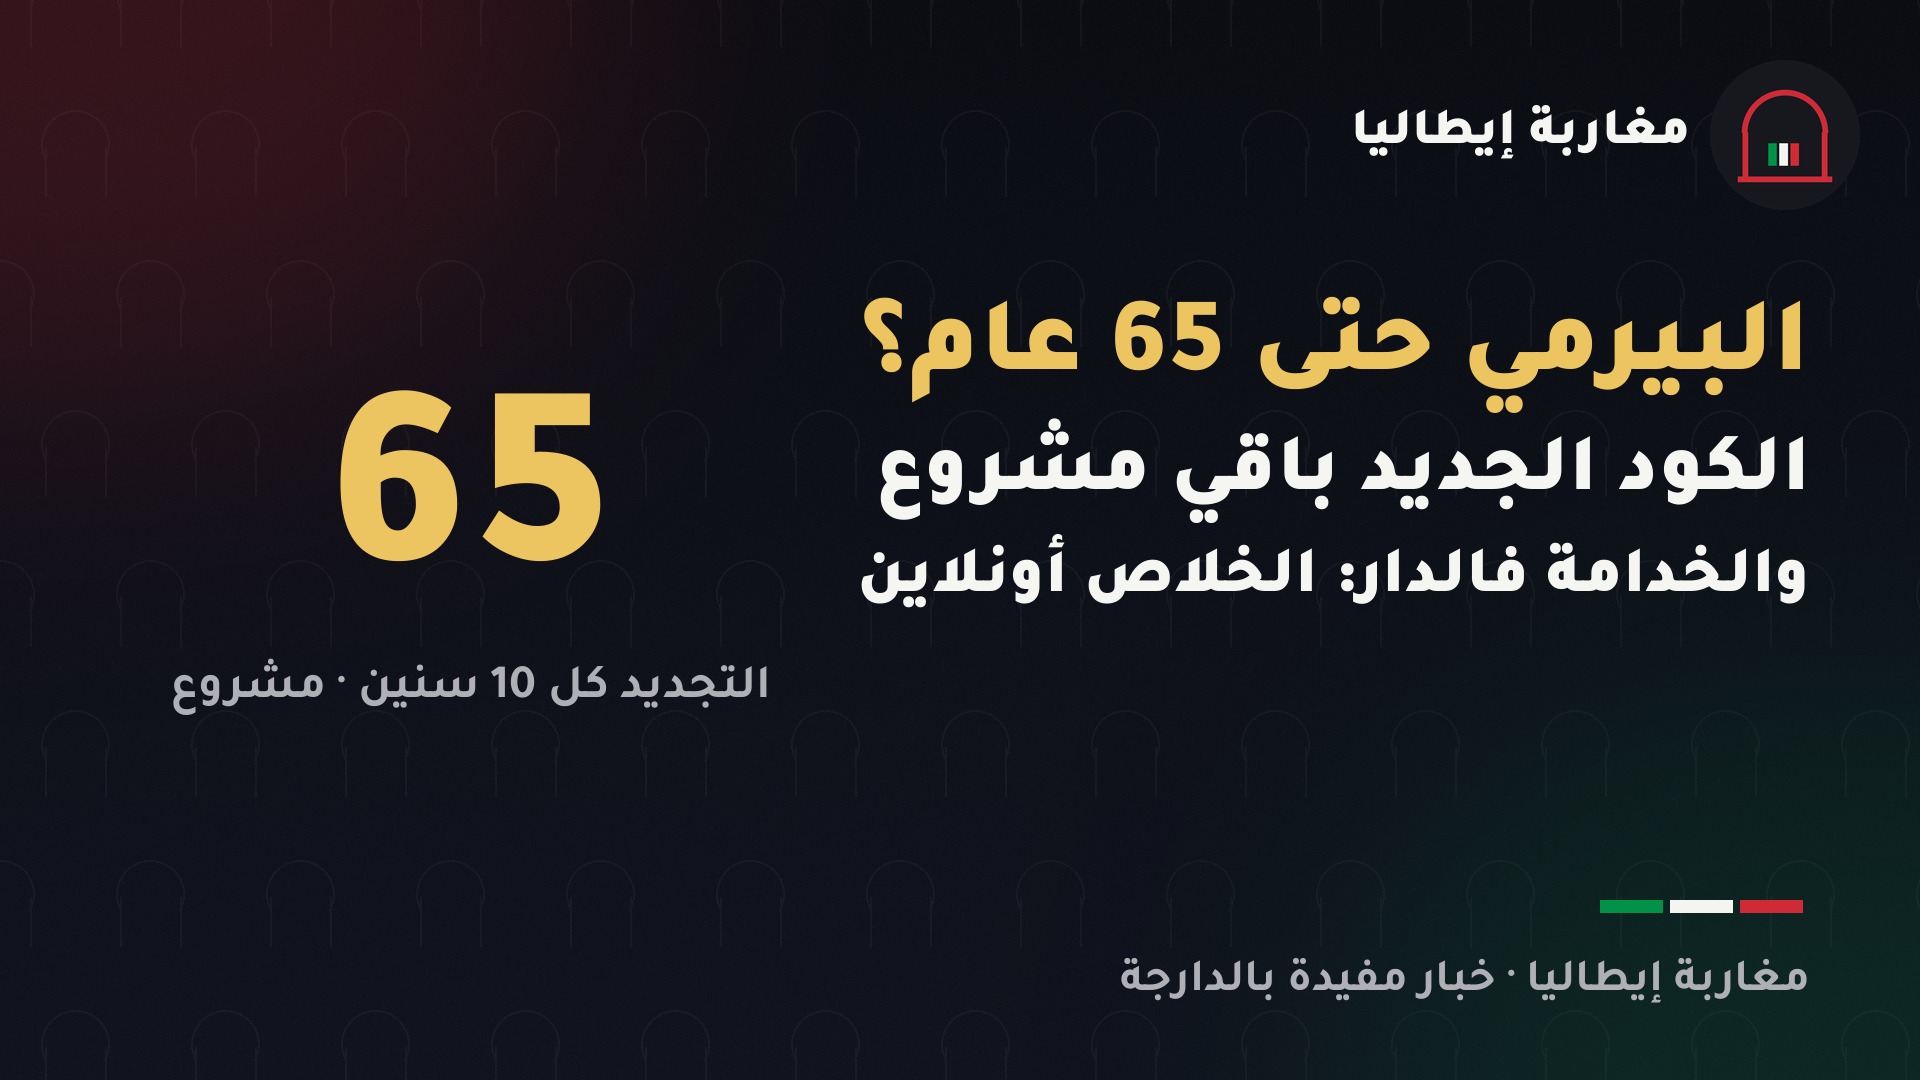 مغاربة إيطاليا
البيرمي حتى 65 عام؟
الكود الجديد باقي مشروع
والخدامة فالدار: الخلاص أونلاين
65
التجديد كل 10 سنين · مشروع
مغاربة إيطاليا · خبار مفيدة بالدارجة